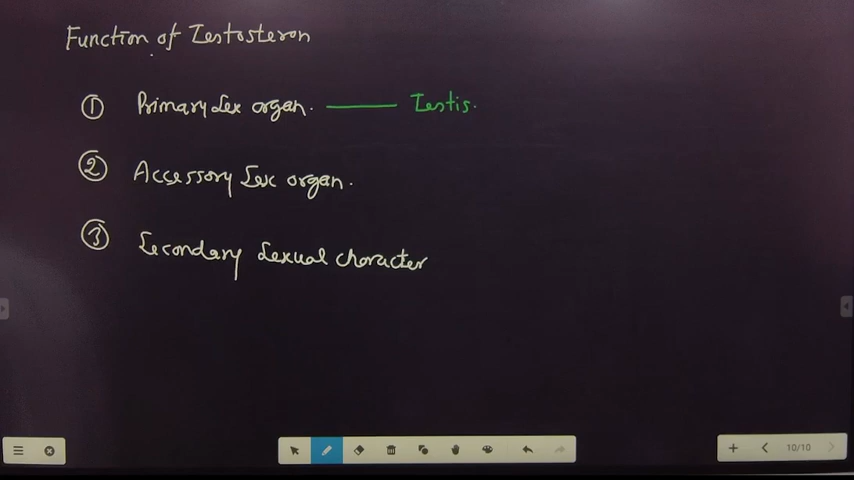 Function of Testosteron
① Primary Sex organ. —— Testis.
② Accessory Sex organ.
③ Secondary Sexual character
10/10